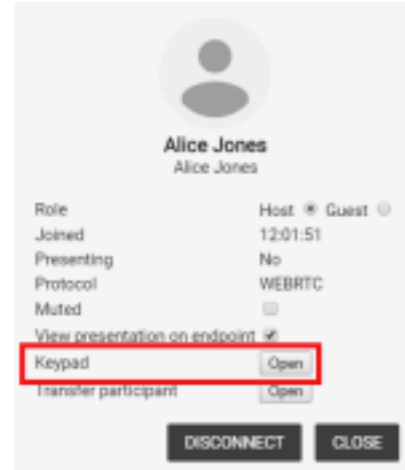 Alice Jones
Alice Jones
Role Host Guest
Joined 12:01:51
Presenting No
Protocol WEBRTC
Muted
View presentation on endpoint
Keypad Open
Transfer participant Open
DISCONNECT CLOSE